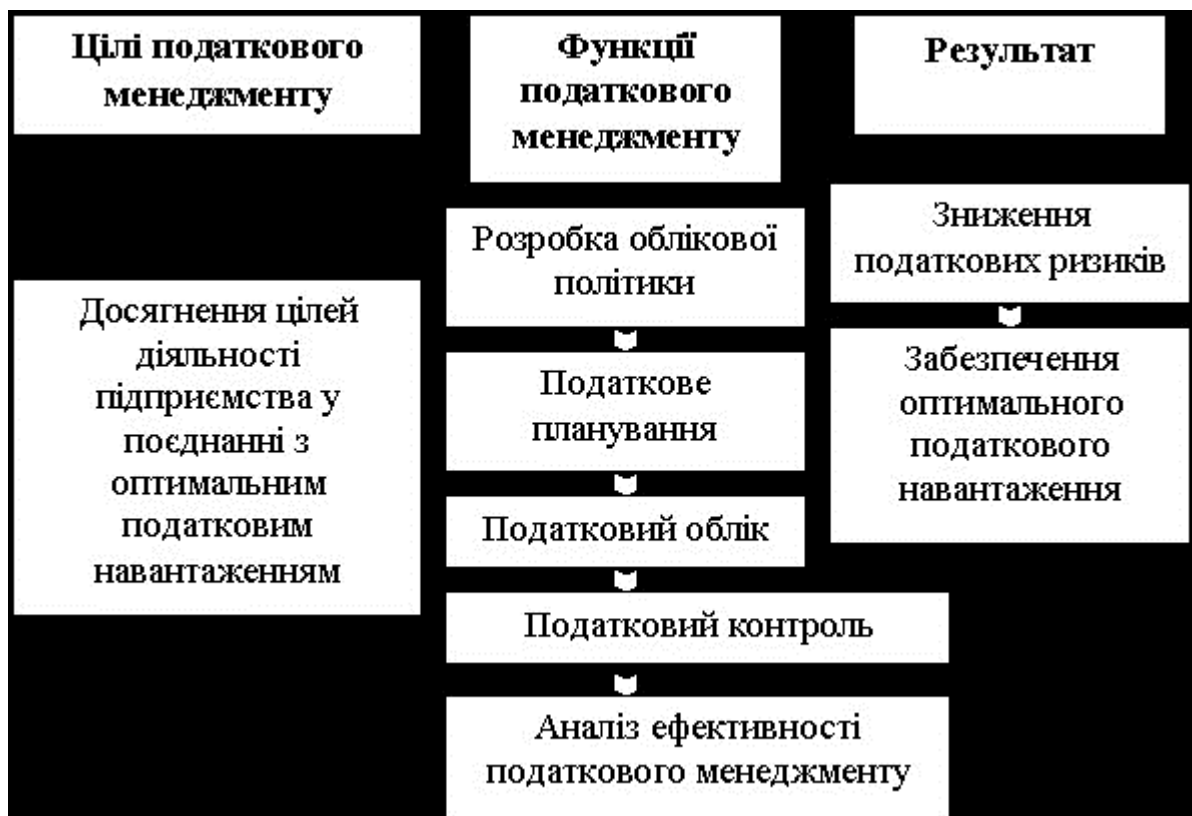 Цілі податкового
менеджменту
Функції
податкового
менеджменту
Результат
Досягнення цілей
діяльності
підприємства у
поєднанні з
оптимальним
податковим
навантаженням
Розробка облікової
політики
Податкове
планування
Податковий облік
Податковий контроль
Аналіз ефективності
податкового менеджменту
Зниження
податкових ризиків
Забезпечення
оптимального
податкового
навантаження